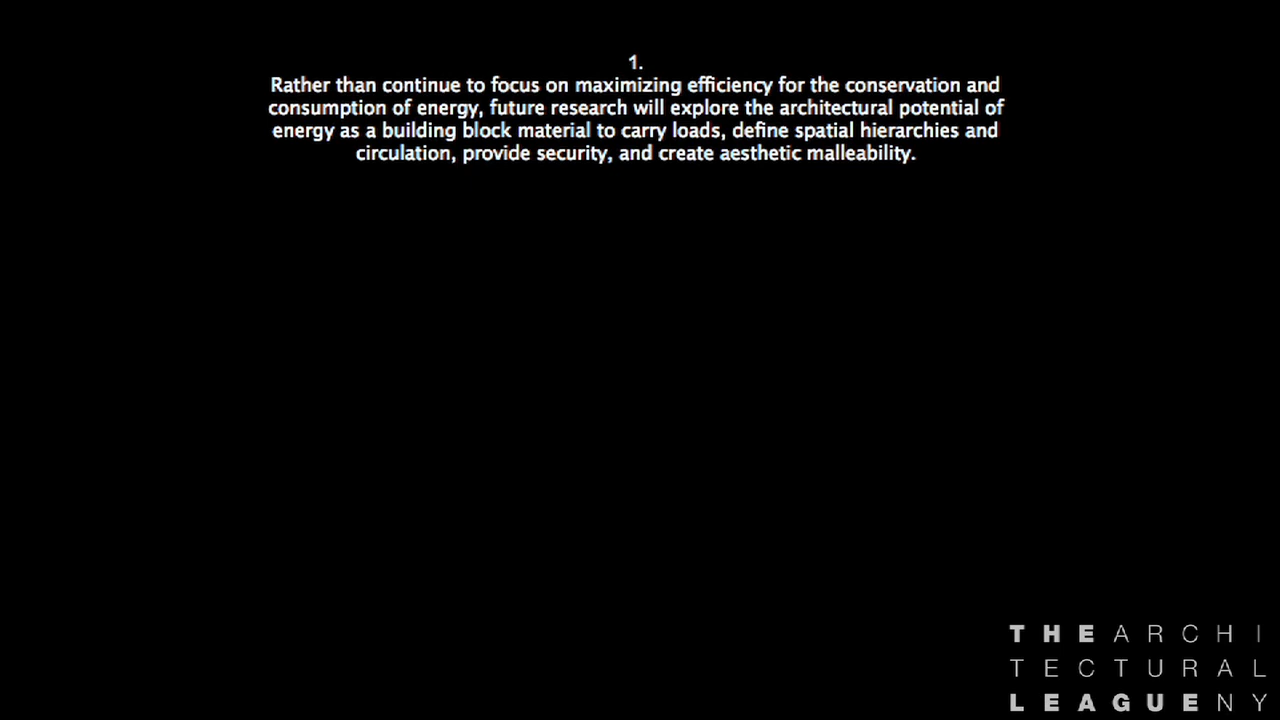 1.
Rather than continue to focus on maximizing efficiency for the conservation and
consumption of energy, future research will explore the architectural potential of
energy as a building block material to carry loads, define spatial hierarchies and
circulation, provide security, and create aesthetic malleability.
THE ARCHI
TECTURAL
LEAGUE NY